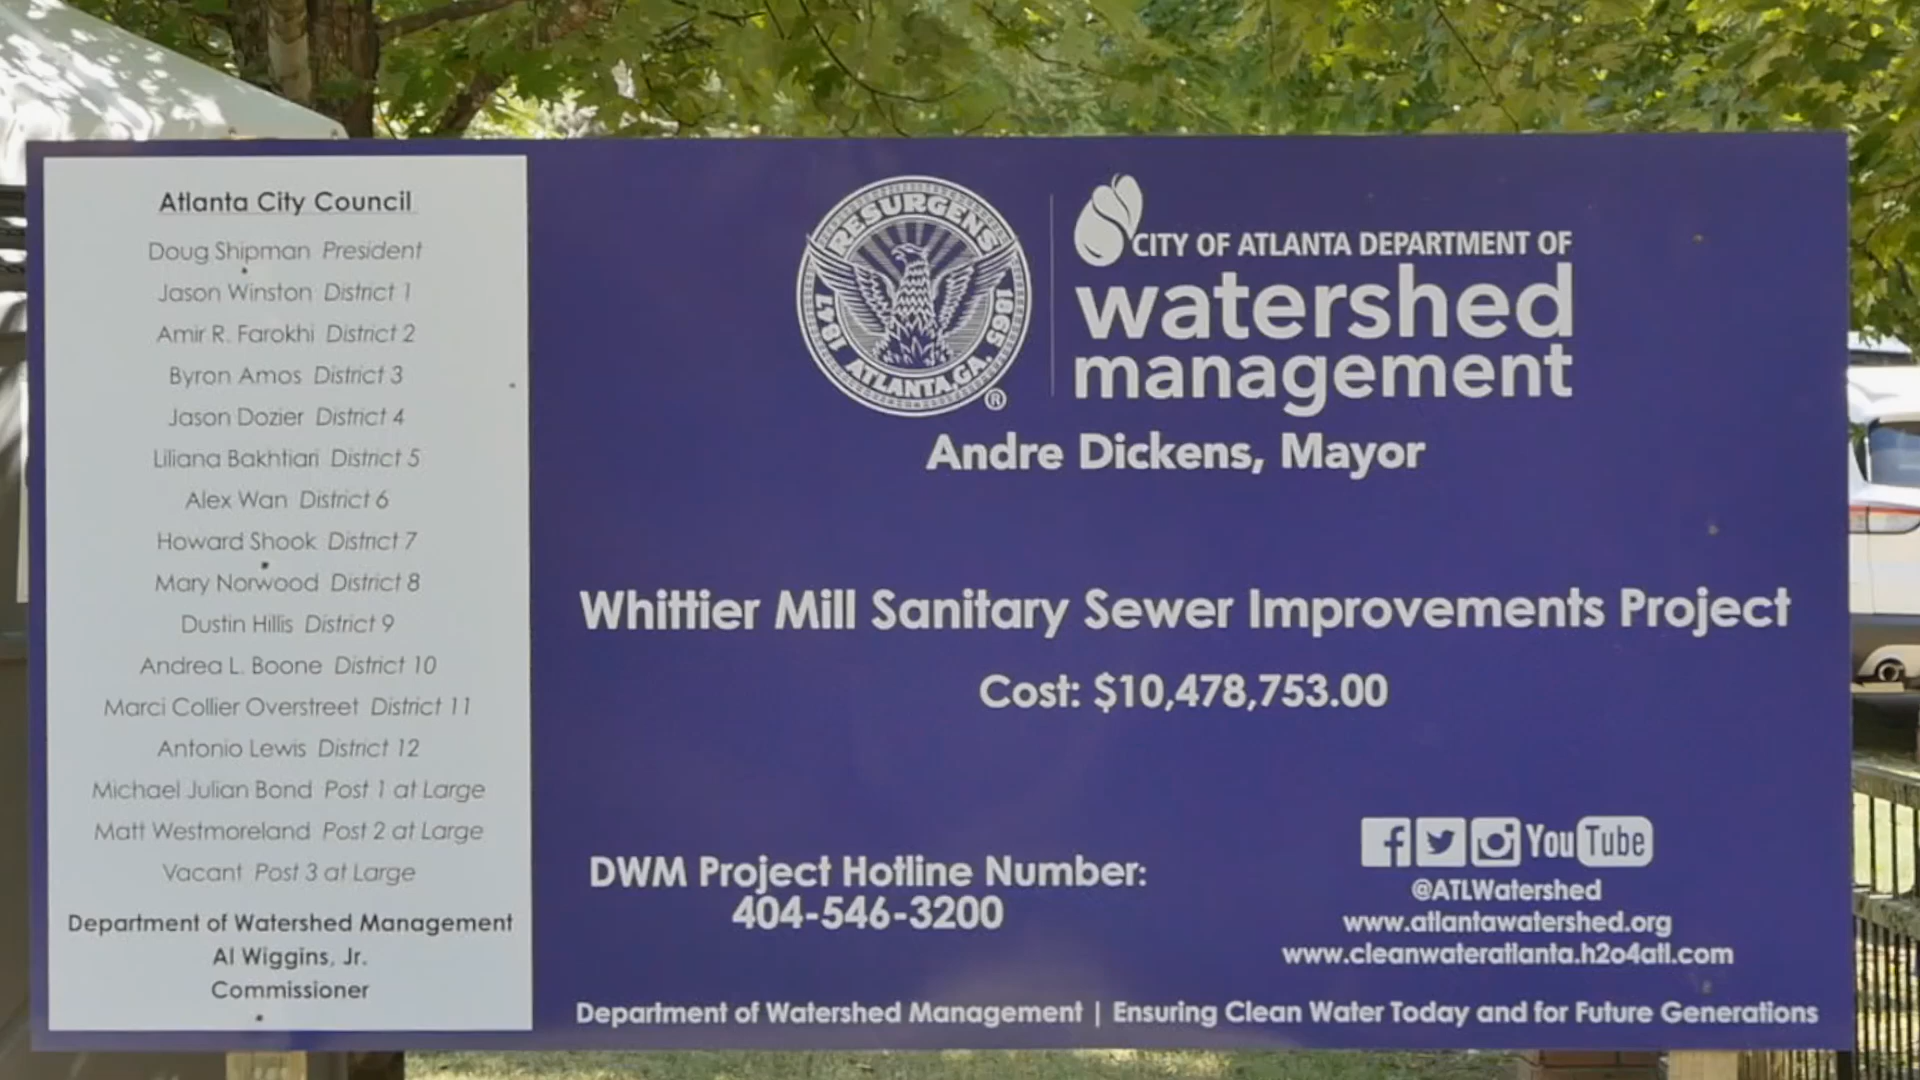 Atlanta City Council
Doug Shipman President
Jason Winston District 1
Amir R. Farokhi District 2
Byron Amos District 3
Jason Dozier District 4
Liliana Bakhtiari District 5
Alex Wan District 6
Howard Shook District 7
Mary Norwood District 8
Dustin Hillis District 9
Andrea L. Boone District 10
Marci Collier Overstreet District 11
Antonio Lewis District 12
Michael Julian Bond Post 1 at Large
Matt Westmoreland Post 2 at Large
Vacant Post 3 at Large
Department of Watershed Management
Al Wiggins, Jr.
Commissioner
RESURGENS
1847 1865
ATLANTA, GA.
®
CITY OF ATLANTA DEPARTMENT OF
watershed
management
Andre Dickens, Mayor
Whittier Mill Sanitary Sewer Improvements Project
Cost: $10,478,753.00
DWM Project Hotline Number:
404-546-3200
f YouTube
@ATLWatershed
www.atlantawatershed.org
www.cleanwateratlanta.h2o4atl.com
Department of Watershed Management | Ensuring Clean Water Today and for Future Generations